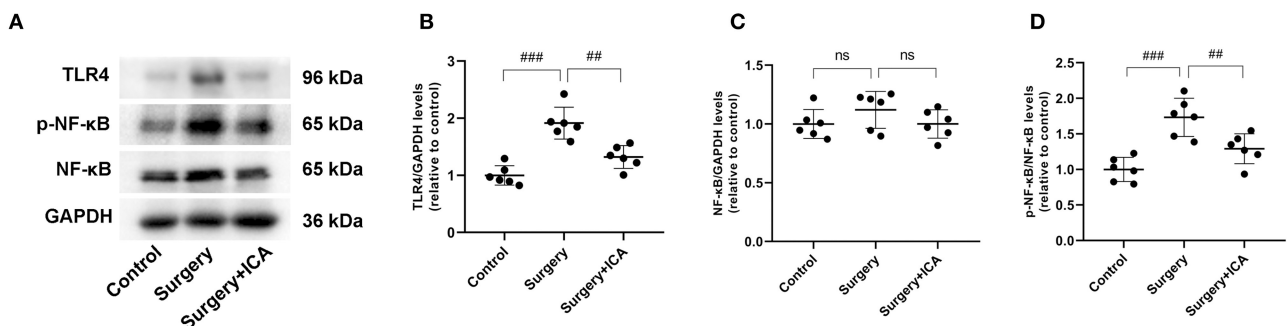 A
TLR4
96 kDa
p-NF-κB
65 kDa
NF-κB
65 kDa
GAPDH
36 kDa
Control
Surgery
Surgery+ICA
B
TLR4/GAPDH levels
(relative to control)
3
2
1
0
###
##
Control
Surgery
Surgery+ICA
C
NF-κB/GAPDH levels
(relative to control)
1.5
1.0
0.5
0.0
ns
ns
Control
Surgery
Surgery+ICA
D
p-NF-κB/NF-κB levels
(relative to control)
2.5
2.0
1.5
1.0
0.5
0.0
###
##
Control
Surgery
Surgery+ICA